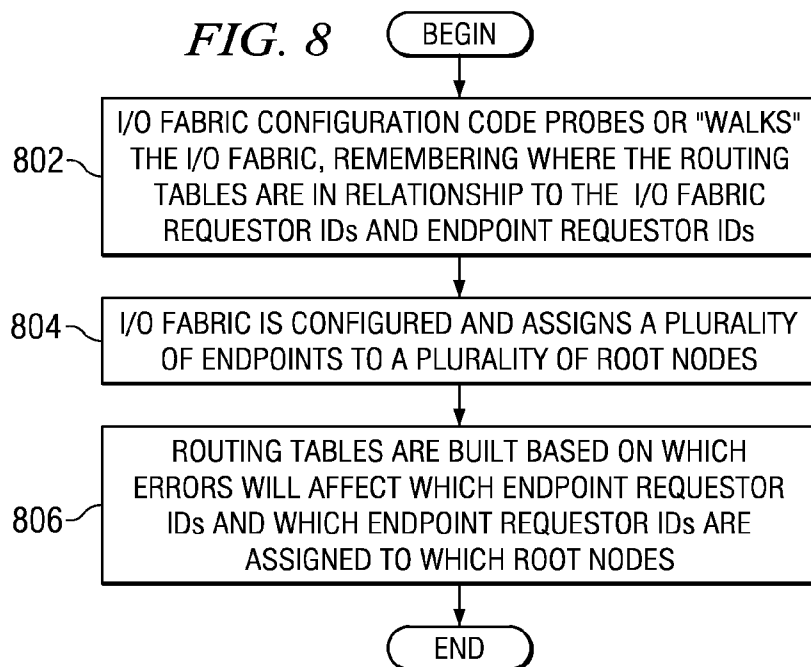 FIG. 8
BEGIN
802
I/O FABRIC CONFIGURATION CODE PROBES OR "WALKS"
THE I/O FABRIC, REMEMBERING WHERE THE ROUTING
TABLES ARE IN RELATIONSHIP TO THE I/O FABRIC
REQUESTOR IDs AND ENDPOINT REQUESTOR IDs
804
I/O FABRIC IS CONFIGURED AND ASSIGNS A PLURALITY
OF ENDPOINTS TO A PLURALITY OF ROOT NODES
806
ROUTING TABLES ARE BUILT BASED ON WHICH
ERRORS WILL AFFECT WHICH ENDPOINT REQUESTOR
IDs AND WHICH ENDPOINT REQUESTOR IDs ARE
ASSIGNED TO WHICH ROOT NODES
END